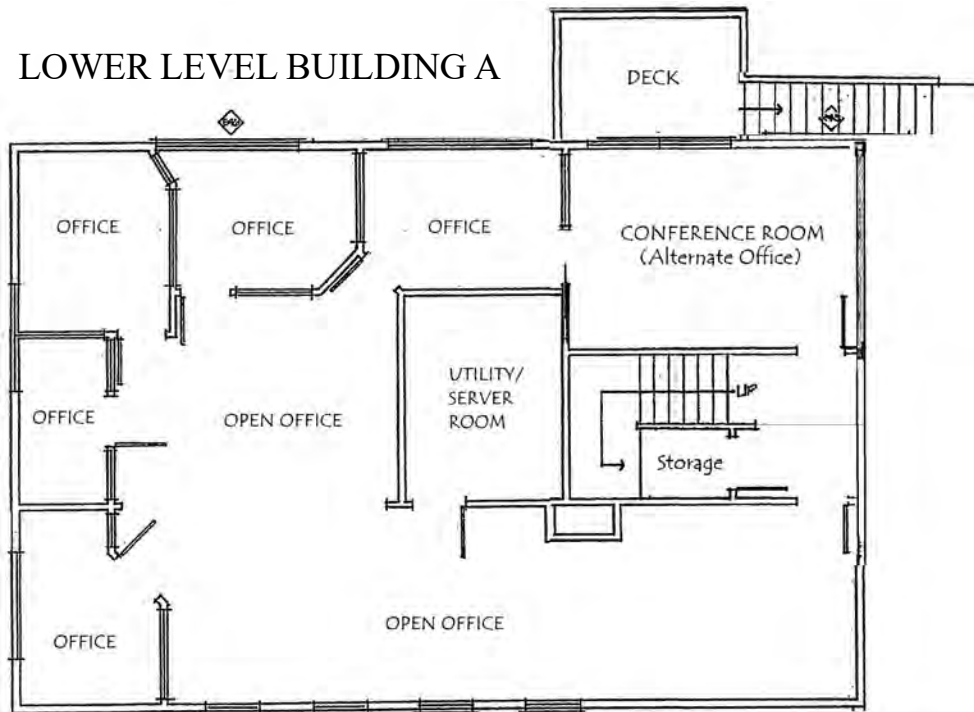 LOWER LEVEL BUILDING A
DECK
OFFICE
OFFICE
OFFICE
CONFERENCE ROOM
(Alternate Office)
UTILITY/
SERVER
ROOM
UP
OFFICE
OPEN OFFICE
Storage
OPEN OFFICE
OFFICE